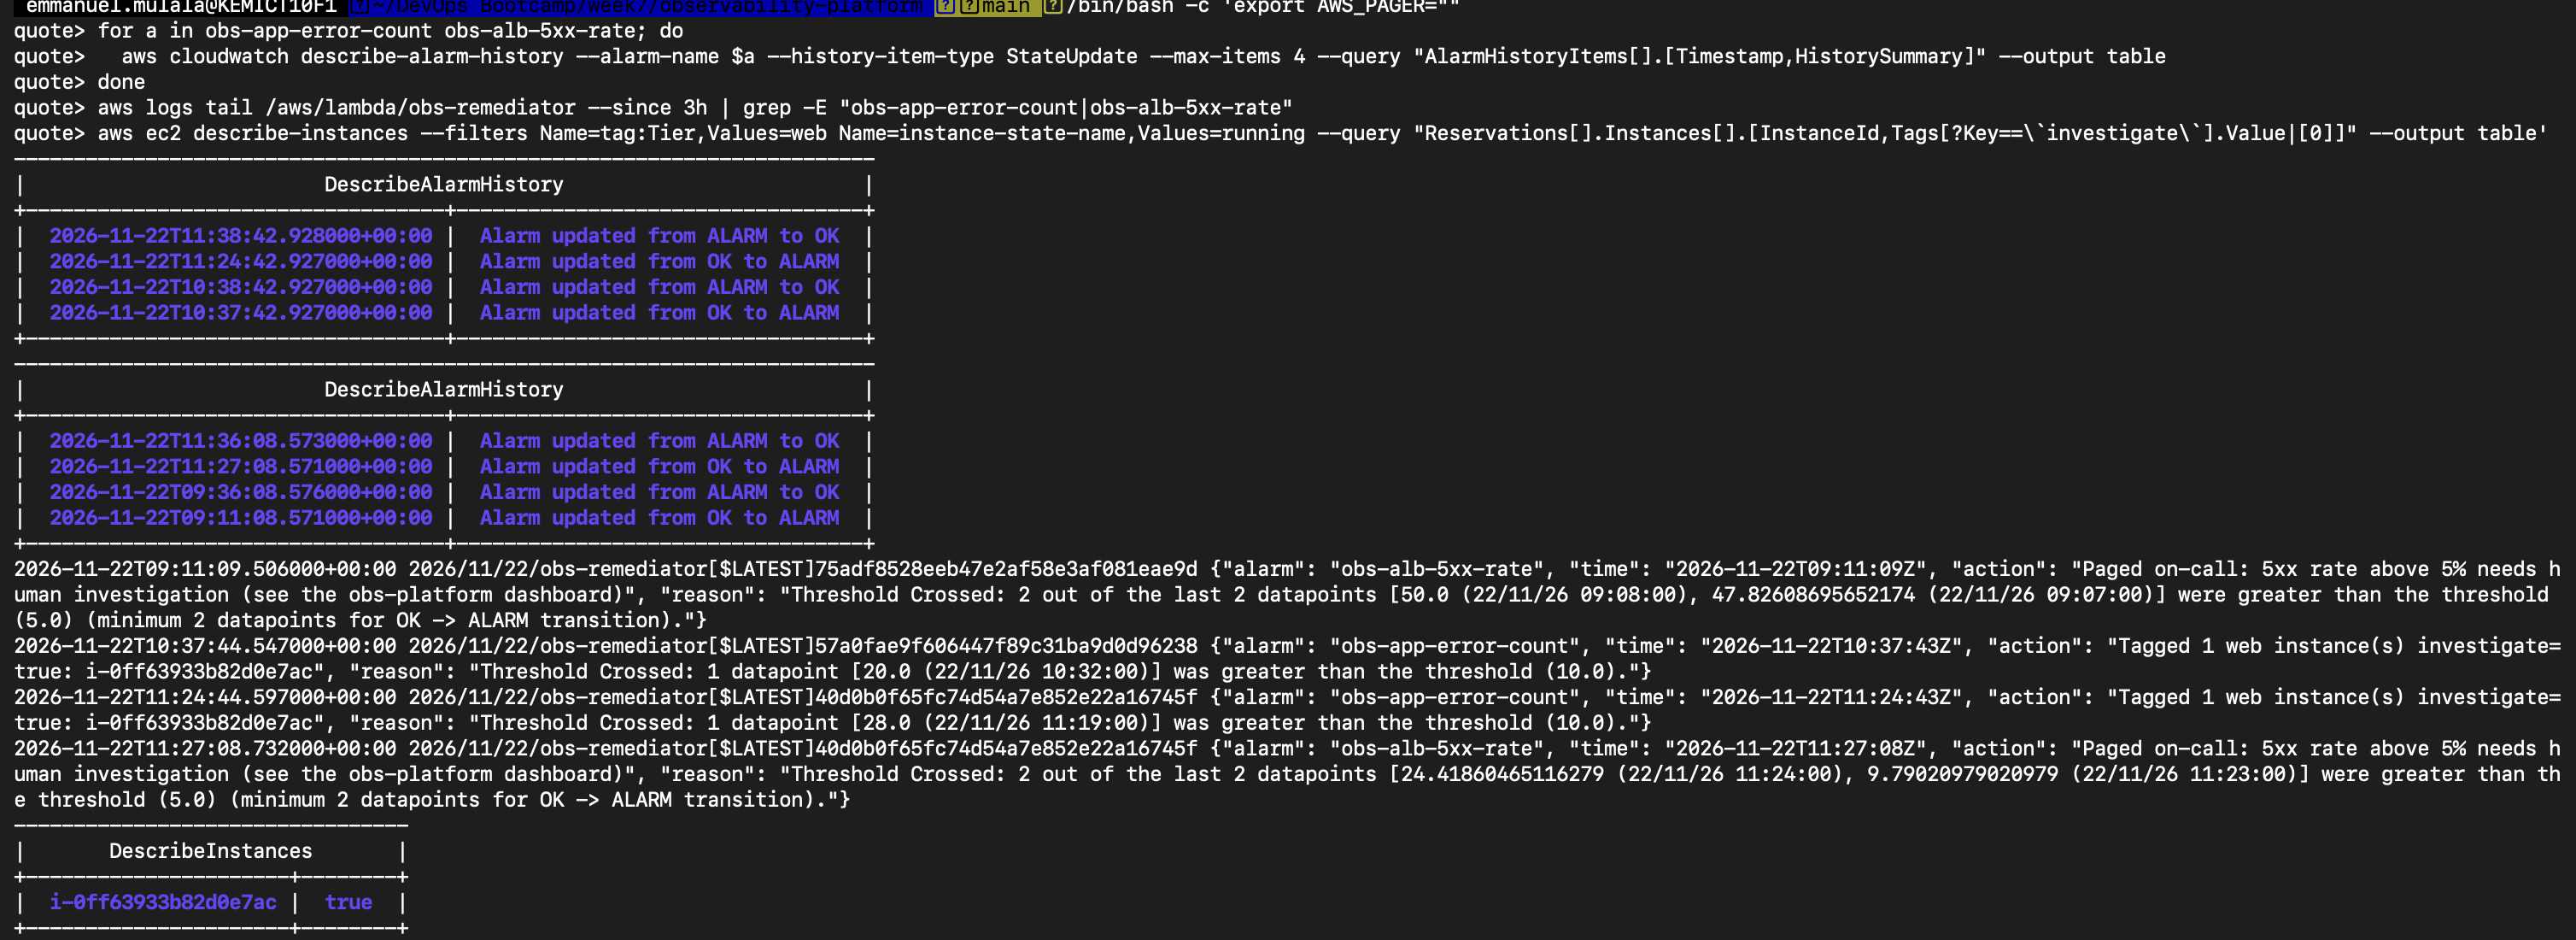 emmanuel.mulala@KEMICT10F1 ~/DevOps Bootcamp/week7/observability-platform main /bin/bash -c 'export AWS_PAGER=""
quote> for a in obs-app-error-count obs-alb-5xx-rate; do
quote>   aws cloudwatch describe-alarm-history --alarm-name $a --history-item-type StateUpdate --max-items 4 --query "AlarmHistoryItems[].[Timestamp,HistorySummary]" --output table
quote> done
quote> aws logs tail /aws/lambda/obs-remediator --since 3h | grep -E "obs-app-error-count|obs-alb-5xx-rate"
quote> aws ec2 describe-instances --filters Name=tag:Tier,Values=web Name=instance-state-name,Values=running --query "Reservations[].Instances[].[InstanceId,Tags[?Key==\`investigate\`].Value|[0]]" --output table'
DescribeAlarmHistory
2026-11-22T11:38:42.928000+00:00 | Alarm updated from ALARM to OK
2026-11-22T11:24:42.927000+00:00 | Alarm updated from OK to ALARM
2026-11-22T10:38:42.927000+00:00 | Alarm updated from ALARM to OK
2026-11-22T10:37:42.927000+00:00 | Alarm updated from OK to ALARM
DescribeAlarmHistory
2026-11-22T11:36:08.573000+00:00 | Alarm updated from ALARM to OK
2026-11-22T11:27:08.571000+00:00 | Alarm updated from OK to ALARM
2026-11-22T09:36:08.576000+00:00 | Alarm updated from ALARM to OK
2026-11-22T09:11:08.571000+00:00 | Alarm updated from OK to ALARM
2026-11-22T09:11:09.506000+00:00 2026/11/22/obs-remediator[$LATEST]75adf8528eeb47e2af58e3af081eae9d {"alarm": "obs-alb-5xx-rate", "time": "2026-11-22T09:11:09Z", "action": "Paged on-call: 5xx rate above 5% needs h
uman investigation (see the obs-platform dashboard)", "reason": "Threshold Crossed: 2 out of the last 2 datapoints [50.0 (22/11/26 09:08:00), 47.82608695652174 (22/11/26 09:07:00)] were greater than the threshold
(5.0) (minimum 2 datapoints for OK -> ALARM transition)."}
2026-11-22T10:37:44.547000+00:00 2026/11/22/obs-remediator[$LATEST]57a0fae9f606447f89c31ba9d0d96238 {"alarm": "obs-app-error-count", "time": "2026-11-22T10:37:43Z", "action": "Tagged 1 web instance(s) investigate=
true: i-0ff63933b82d0e7ac", "reason": "Threshold Crossed: 1 datapoint [20.0 (22/11/26 10:32:00)] was greater than the threshold (10.0)."}
2026-11-22T11:24:44.597000+00:00 2026/11/22/obs-remediator[$LATEST]40d0b0f65fc74d54a7e852e22a16745f {"alarm": "obs-app-error-count", "time": "2026-11-22T11:24:43Z", "action": "Tagged 1 web instance(s) investigate=
true: i-0ff63933b82d0e7ac", "reason": "Threshold Crossed: 1 datapoint [28.0 (22/11/26 11:19:00)] was greater than the threshold (10.0)."}
2026-11-22T11:27:08.732000+00:00 2026/11/22/obs-remediator[$LATEST]40d0b0f65fc74d54a7e852e22a16745f {"alarm": "obs-alb-5xx-rate", "time": "2026-11-22T11:27:08Z", "action": "Paged on-call: 5xx rate above 5% needs h
uman investigation (see the obs-platform dashboard)", "reason": "Threshold Crossed: 2 out of the last 2 datapoints [24.41860465116279 (22/11/26 11:24:00), 9.79020979020979 (22/11/26 11:23:00)] were greater than th
e threshold (5.0) (minimum 2 datapoints for OK -> ALARM transition)."}
DescribeInstances
i-0ff63933b82d0e7ac | true